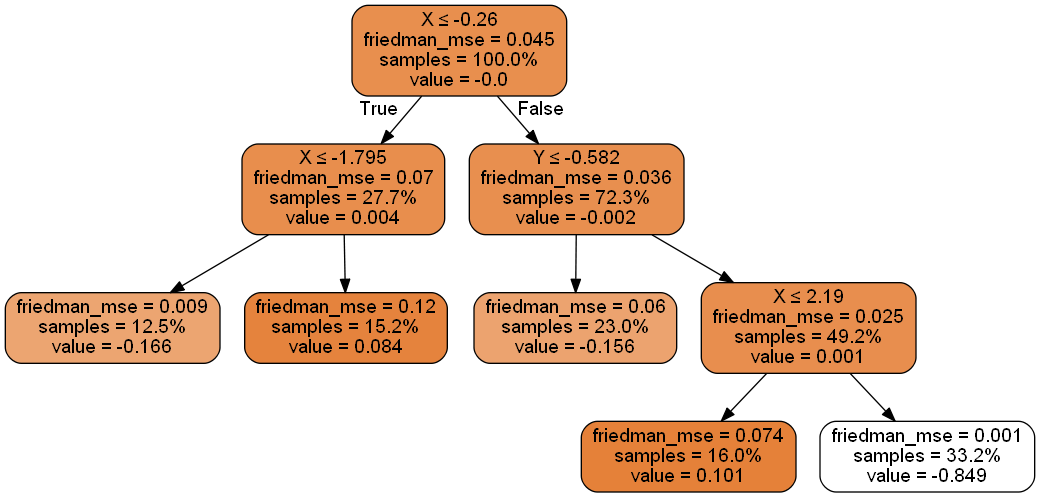 X ≤ -0.26
friedman_mse = 0.045
samples = 100.0%
value = -0.0
True
False
X ≤ -1.795
friedman_mse = 0.07
samples = 27.7%
value = 0.004
Y ≤ -0.582
friedman_mse = 0.036
samples = 72.3%
value = -0.002
friedman_mse = 0.009
samples = 12.5%
value = -0.166
friedman_mse = 0.12
samples = 15.2%
value = 0.084
friedman_mse = 0.06
samples = 23.0%
value = -0.156
X ≤ 2.19
friedman_mse = 0.025
samples = 49.2%
value = 0.001
friedman_mse = 0.074
samples = 16.0%
value = 0.101
friedman_mse = 0.001
samples = 33.2%
value = -0.849